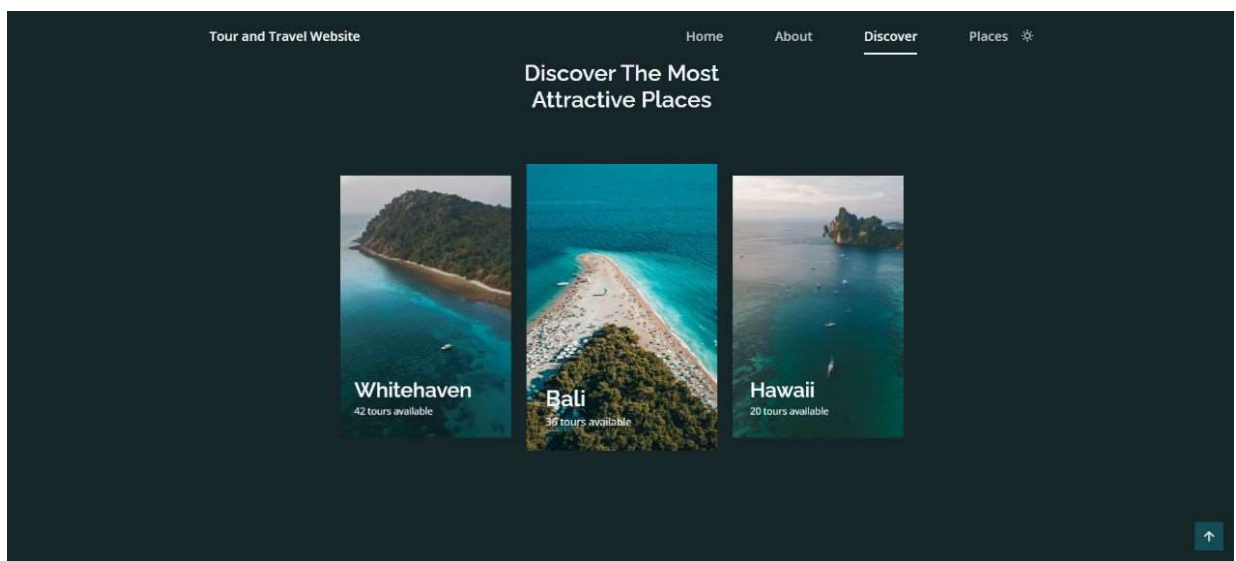 Tour and Travel Website Home About Discover Places
Discover The Most
Attractive Places
Whitehaven
42 tours available
Bali
36 tours available
Hawaii
20 tours available